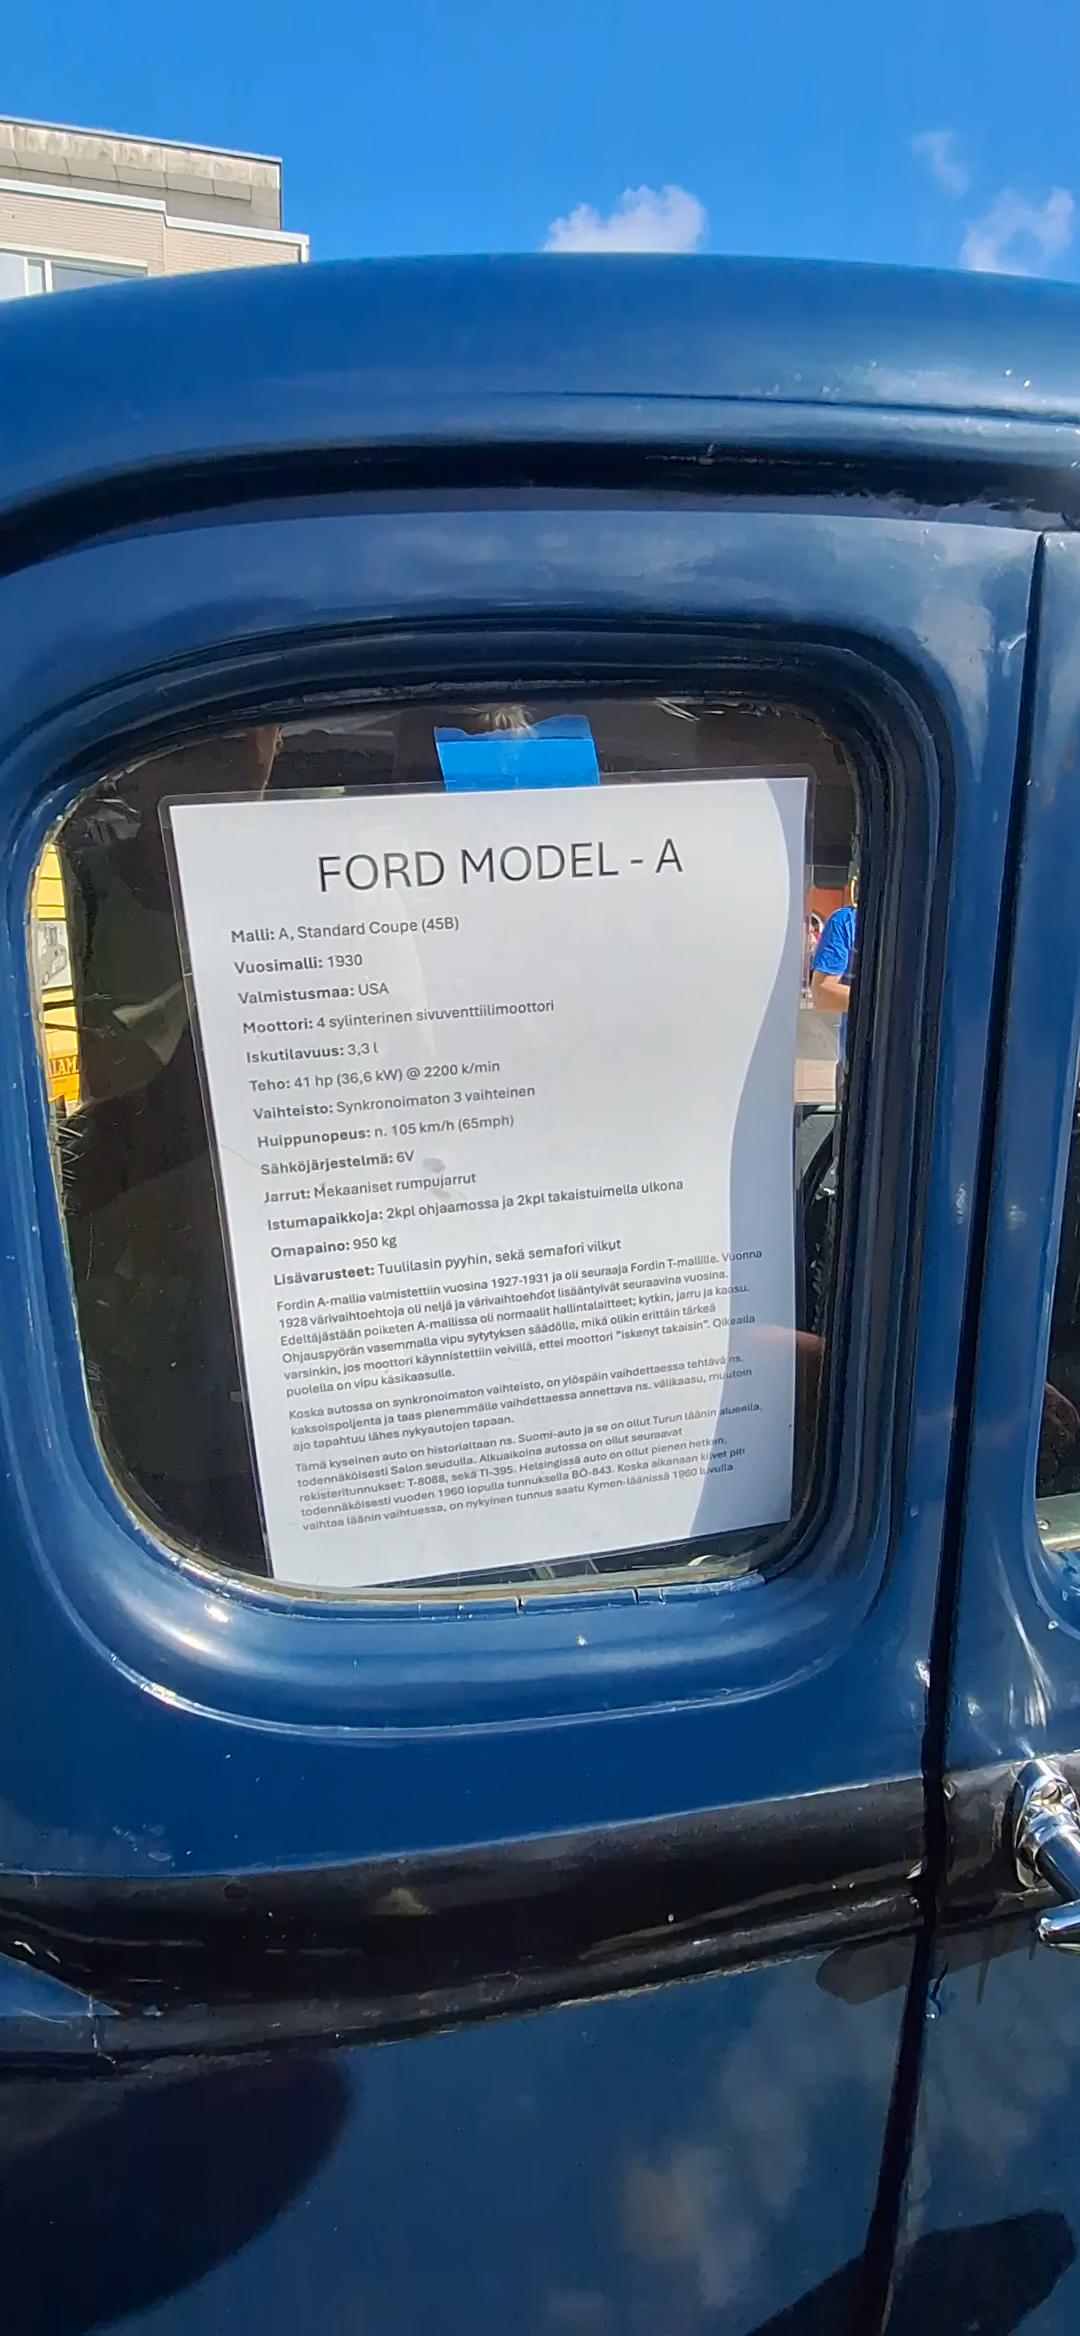 FORD MODEL - A
Malli: A, Standard Coupe (45B)
Vuosimalli: 1930
Valmistusmaa: USA
Moottori: 4 sylinterinen sivuventtiilimoottori
Iskutilavuus: 3,3 l
Teho: 41 hp (36,6 kW) @ 2200 k/min
Vaihteisto: Synkronoimaton 3 vaihteinen
Huippunopeus: n. 105 km/h (65mph)
Sähköjärjestelmä: 6V
Jarrut: Mekaaniset rumpujarrut
Istumapaikkoja: 2kpl ohjaamossa ja 2kpl takaistuimella ulkona
Omapaino: 950 kg
Lisävarusteet: Tuulilasin pyyhin, sekä semafori vilkut
Fordin A-mallia valmistettiin vuosina 1927-1931 ja oli seuraaja Fordin T-mallille. Vuonna
1928 värivaihtoehtoja oli neljä ja värivaihtoehdot lisääntyivät seuraavina vuosina.
Edeltäjästään poiketen A-mallissa oli normaalit hallintalaitteet; kytkin, jarru ja kaasu.
Ohjauspyörän vasemmalla vipu sytytyksen säädölle, mikä olikin erittäin tärkeä
varsinkin, jos moottori käynnistettiin veivillä, ettei moottori "iskenyt takaisin". Oikealla
puolella on vipu käsikaasulle.
Koska autossa on synkronoimaton vaihteisto, on ylöspäin vaihdettaessa tehtävä ns.
kaksoispoljenta ja taas pienemmälle vaihdettaessa annettava ns. välikaasu, muutoin
ajo tapahtuu lähes nykyautojen tapaan.
Tämä kyseinen auto on historialtaan ns. Suomi-auto ja se on ollut Turun läänin alueella,
todennäköisesti Salon seudulla. Alkuaikoina autossa on ollut seuraavat
rekisteritunnukset: T-8088, sekä TI-395. Helsingissä auto on ollut pienen hetken,
todennäköisesti vuoden 1960 lopulla tunnuksella BÖ-843. Koska aikanaan kilvet piti
vaihtaa läänin vaihtuessa, on nykyinen tunnus saatu Kymen-läänissä 1960 luvulla